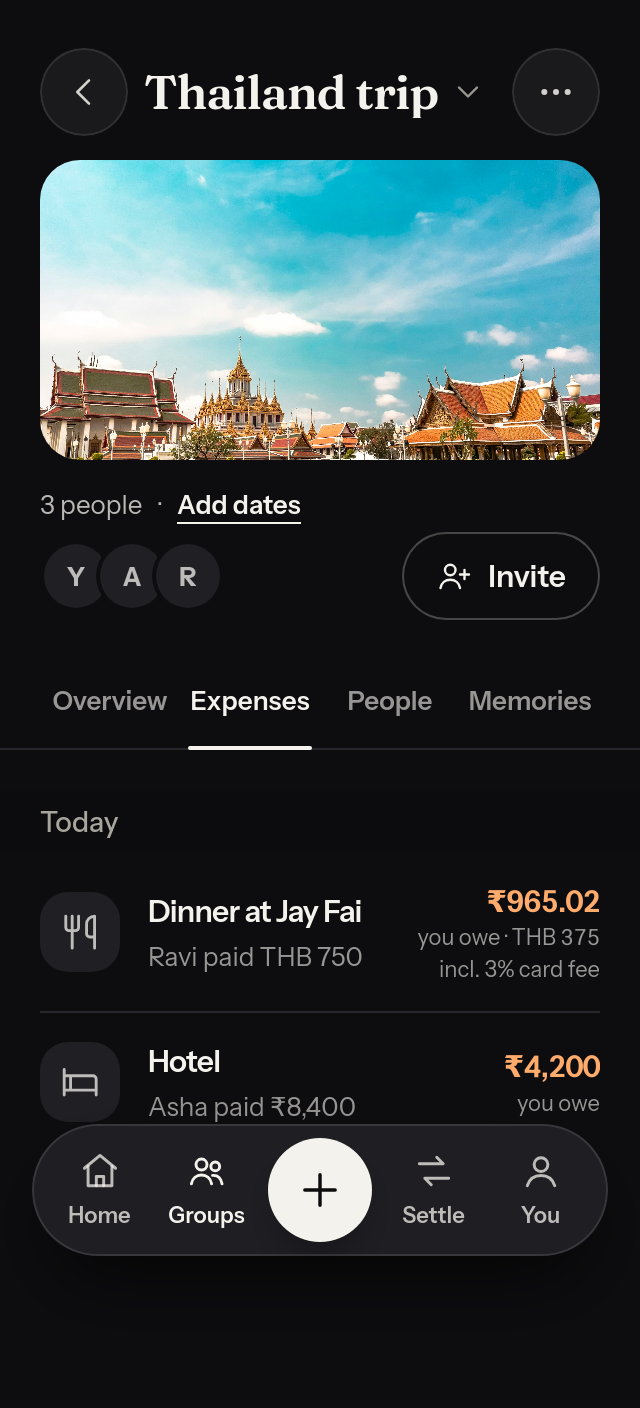 Thailand trip
3 people · Add dates
Y A R
Invite
Overview Expenses People Memories
Today
Dinner at Jay Fai
₹965.02
Ravi paid THB 750
you owe · THB 375
incl. 3% card fee
Hotel
₹4,200
Asha paid ₹8,400
you owe
Home Groups Settle You